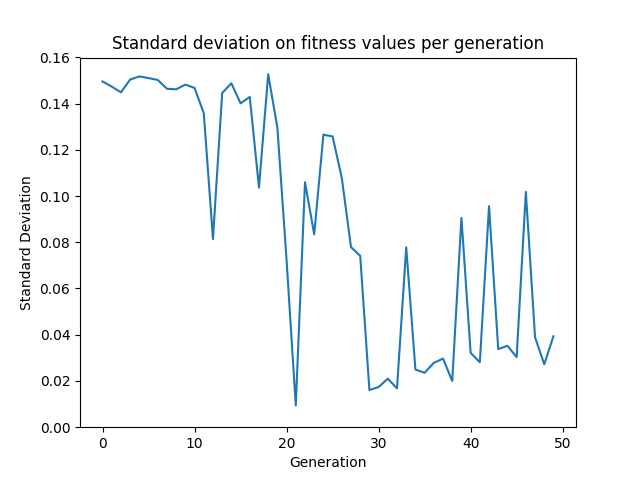 Standard deviation on fitness values per generation
0.16
0.14
0.12
0.10
0.08
0.06
0.04
0.02
0.00
Standard Deviation
0 10 20 30 40 50
Generation